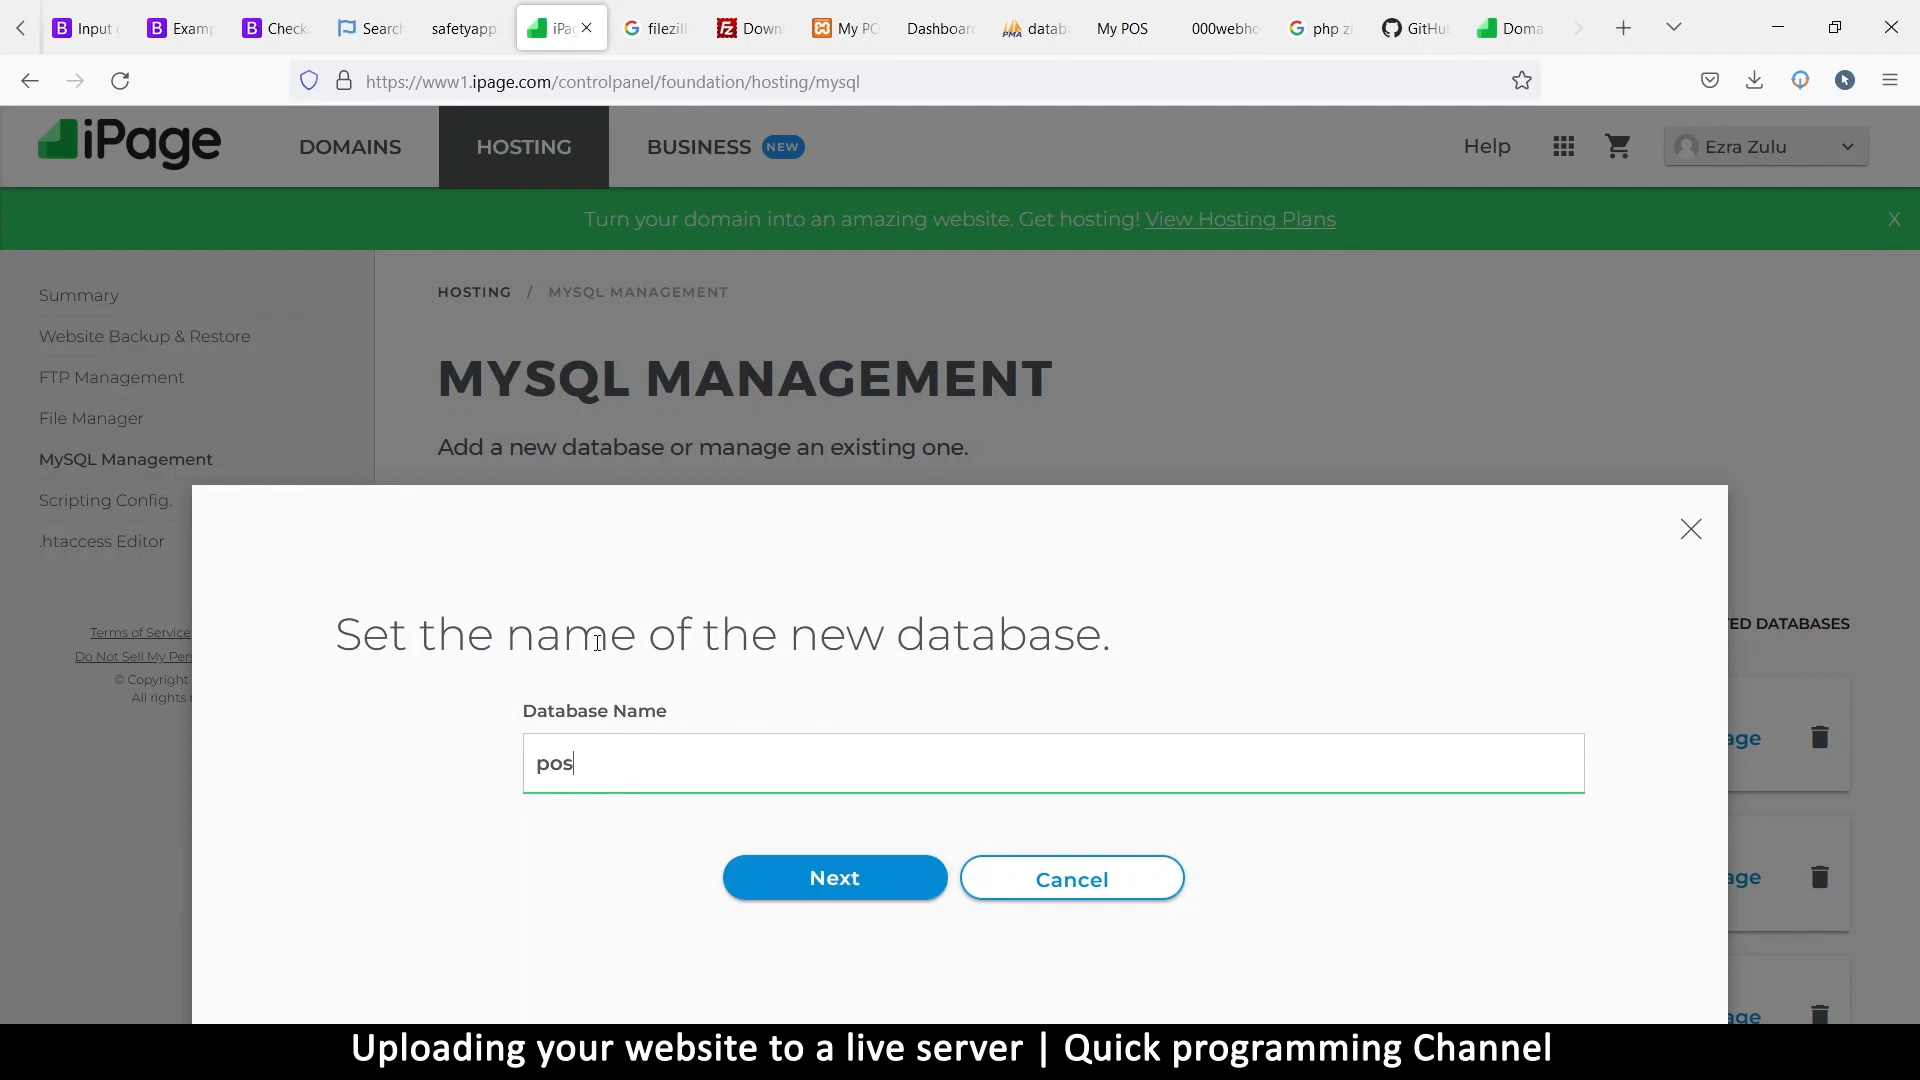 Input
Examp
Check
Search
safetyapp.
iPa
filezill
Down
My PO
Dashboar
datab
My POS
000webho
php zi
GitHu
Doma
https://www1.ipage.com/controlpanel/foundation/hosting/mysql
iPage
DOMAINS
HOSTING
BUSINESS NEW
Help
Ezra Zulu
Turn your domain into an amazing website. Get hosting! View Hosting Plans
X
Summary
Website Backup & Restore
FTP Management
File Manager
MySQL Management
Scripting Config.
.htaccess Editor
Terms of Service
Do Not Sell My Pers
© Copyright
All rights
HOSTING / MYSQL MANAGEMENT
MYSQL MANAGEMENT
Add a new database or manage an existing one.
TED DATABASES
age
age
age
Set the name of the new database.
Database Name
pos
Next
Cancel
Uploading your website to a live server | Quick programming Channel